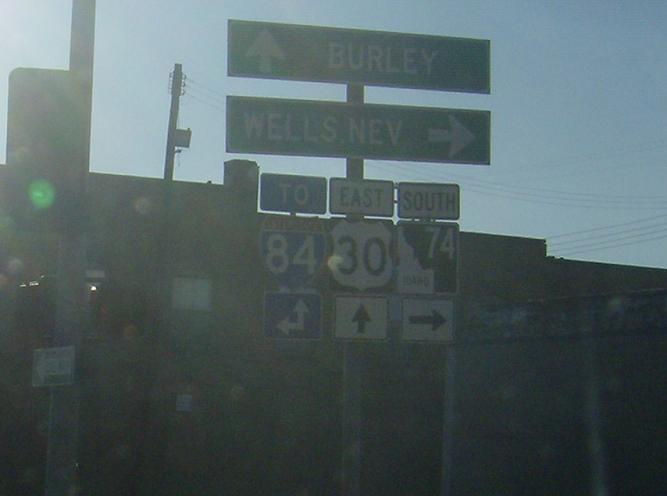 BURLEY
WELLS, NEV
TO EAST SOUTH
84 30 74
IDAHO